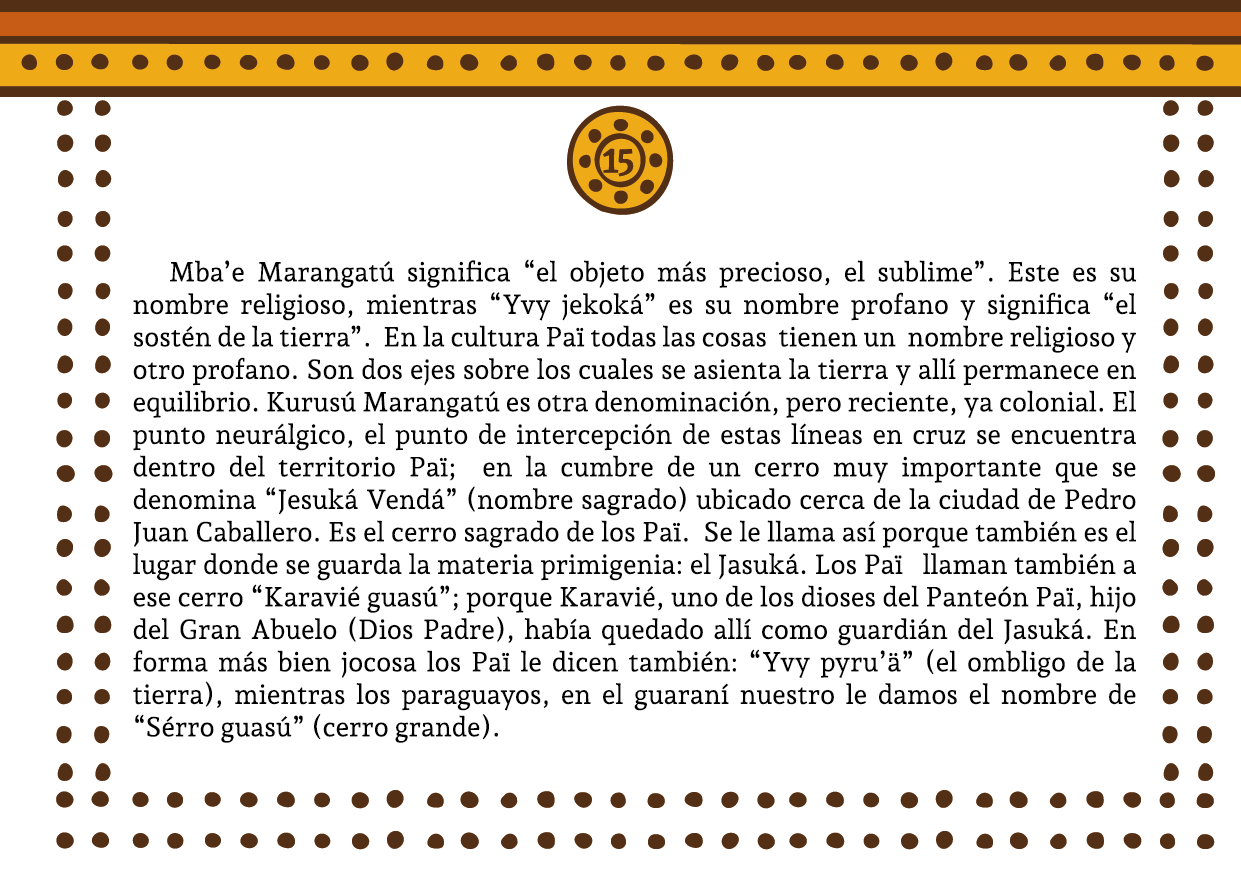 15
Mba’e Marangatú significa “el objeto más precioso, el sublime”. Este es su
nombre religioso, mientras “Yvy jekoká” es su nombre profano y significa “el
sostén de la tierra”. En la cultura Paï todas las cosas tienen un nombre religioso y
otro profano. Son dos ejes sobre los cuales se asienta la tierra y allí permanece en
equilibrio. Kurusú Marangatú es otra denominación, pero reciente, ya colonial. El
punto neurálgico, el punto de intercepción de estas líneas en cruz se encuentra
dentro del territorio Paï; en la cumbre de un cerro muy importante que se
denomina “Jesuká Vendá” (nombre sagrado) ubicado cerca de la ciudad de Pedro
Juan Caballero. Es el cerro sagrado de los Paï. Se le llama así porque también es el
lugar donde se guarda la materia primigenia: el Jasuká. Los Paï llaman también a
ese cerro “Karavié guasú”; porque Karavié, uno de los dioses del Panteón Paï, hijo
del Gran Abuelo (Dios Padre), había quedado allí como guardián del Jasuká. En
forma más bien jocosa los Paï le dicen también: “Yvy pyru’ä” (el ombligo de la
tierra), mientras los paraguayos, en el guaraní nuestro le damos el nombre de
“Sérro guasú” (cerro grande).